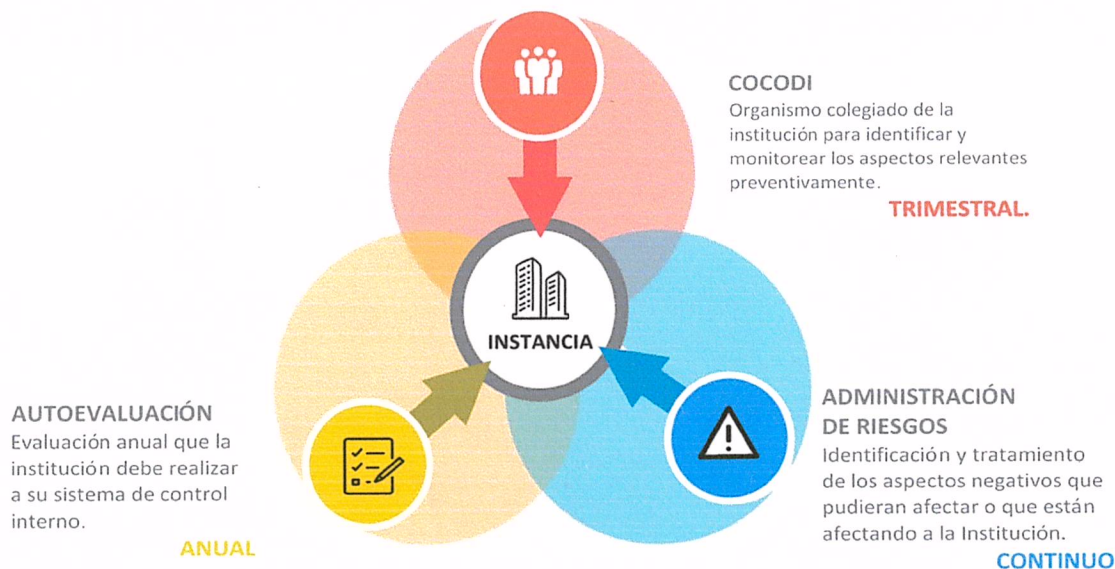 COCODI
Organismo colegiado de la
institución para identificar y
monitorear los aspectos relevantes
preventivamente.
TRIMESTRAL.
INSTANCIA
AUTOEVALUACIÓN
Evaluación anual que la
institución debe realizar
a su sistema de control
interno.
ANUAL
ADMINISTRACIÓN
DE RIESGOS
Identificación y tratamiento
de los aspectos negativos que
pudieran afectar o que están
afectando a la Institución.
CONTINUO